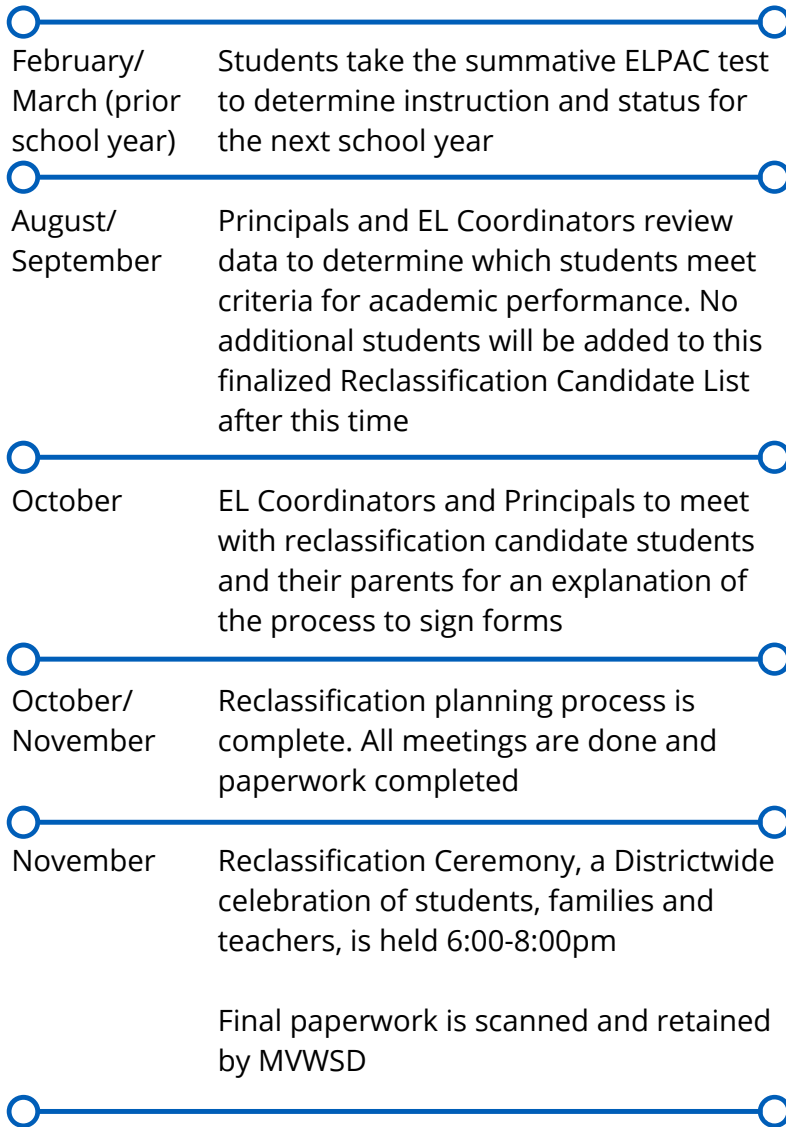 February/
March (prior
school year)
Students take the summative ELPAC test
to determine instruction and status for
the next school year
August/
September
Principals and EL Coordinators review
data to determine which students meet
criteria for academic performance. No
additional students will be added to this
finalized Reclassification Candidate List
after this time
October
EL Coordinators and Principals to meet
with reclassification candidate students
and their parents for an explanation of
the process to sign forms
October/
November
Reclassification planning process is
complete. All meetings are done and
paperwork completed
November
Reclassification Ceremony, a Districtwide
celebration of students, families and
teachers, is held 6:00-8:00pm
Final paperwork is scanned and retained
by MVWSD